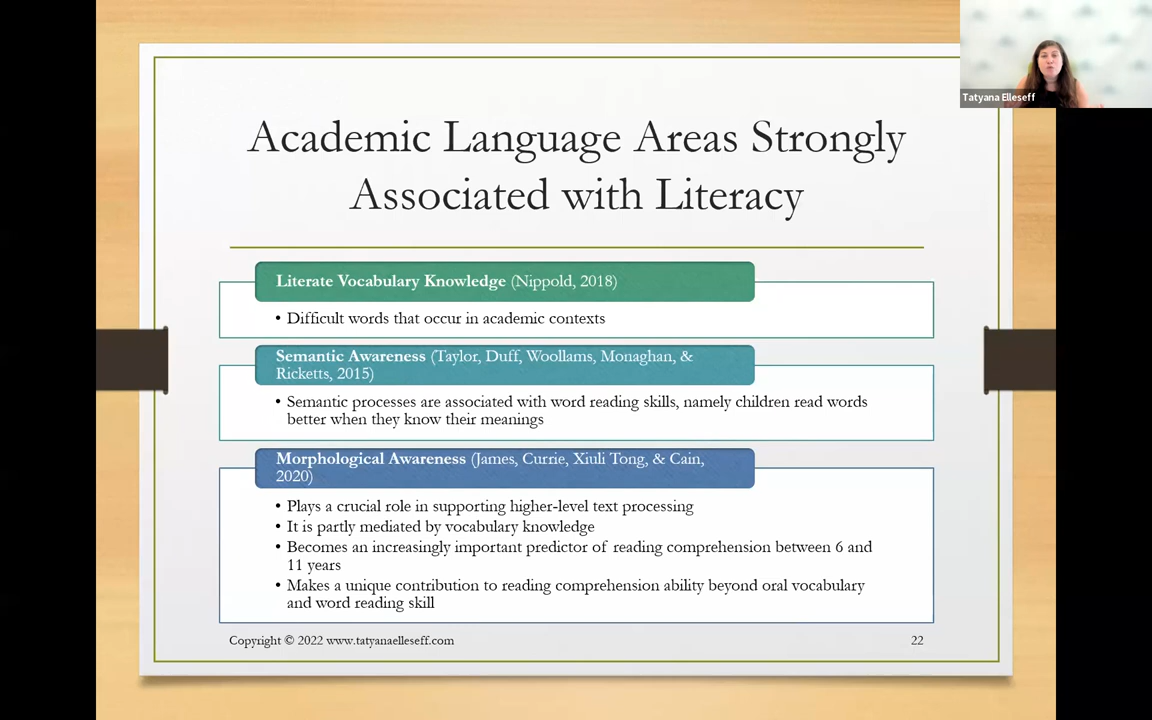 Tatyana Elleseff
Academic Language Areas Strongly
Associated with Literacy
Literate Vocabulary Knowledge (Nippold, 2018)
• Difficult words that occur in academic contexts
Semantic Awareness (Taylor, Duff, Woollams, Monaghan, &
Ricketts, 2015)
• Semantic processes are associated with word reading skills, namely children read words
better when they know their meanings
Morphological Awareness (James, Currie, Xiuli Tong, & Cain,
2020)
• Plays a crucial role in supporting higher-level text processing
• It is partly mediated by vocabulary knowledge
• Becomes an increasingly important predictor of reading comprehension between 6 and
11 years
• Makes a unique contribution to reading comprehension ability beyond oral vocabulary
and word reading skill
Copyright © 2022 www.tatyanaelleseff.com
22